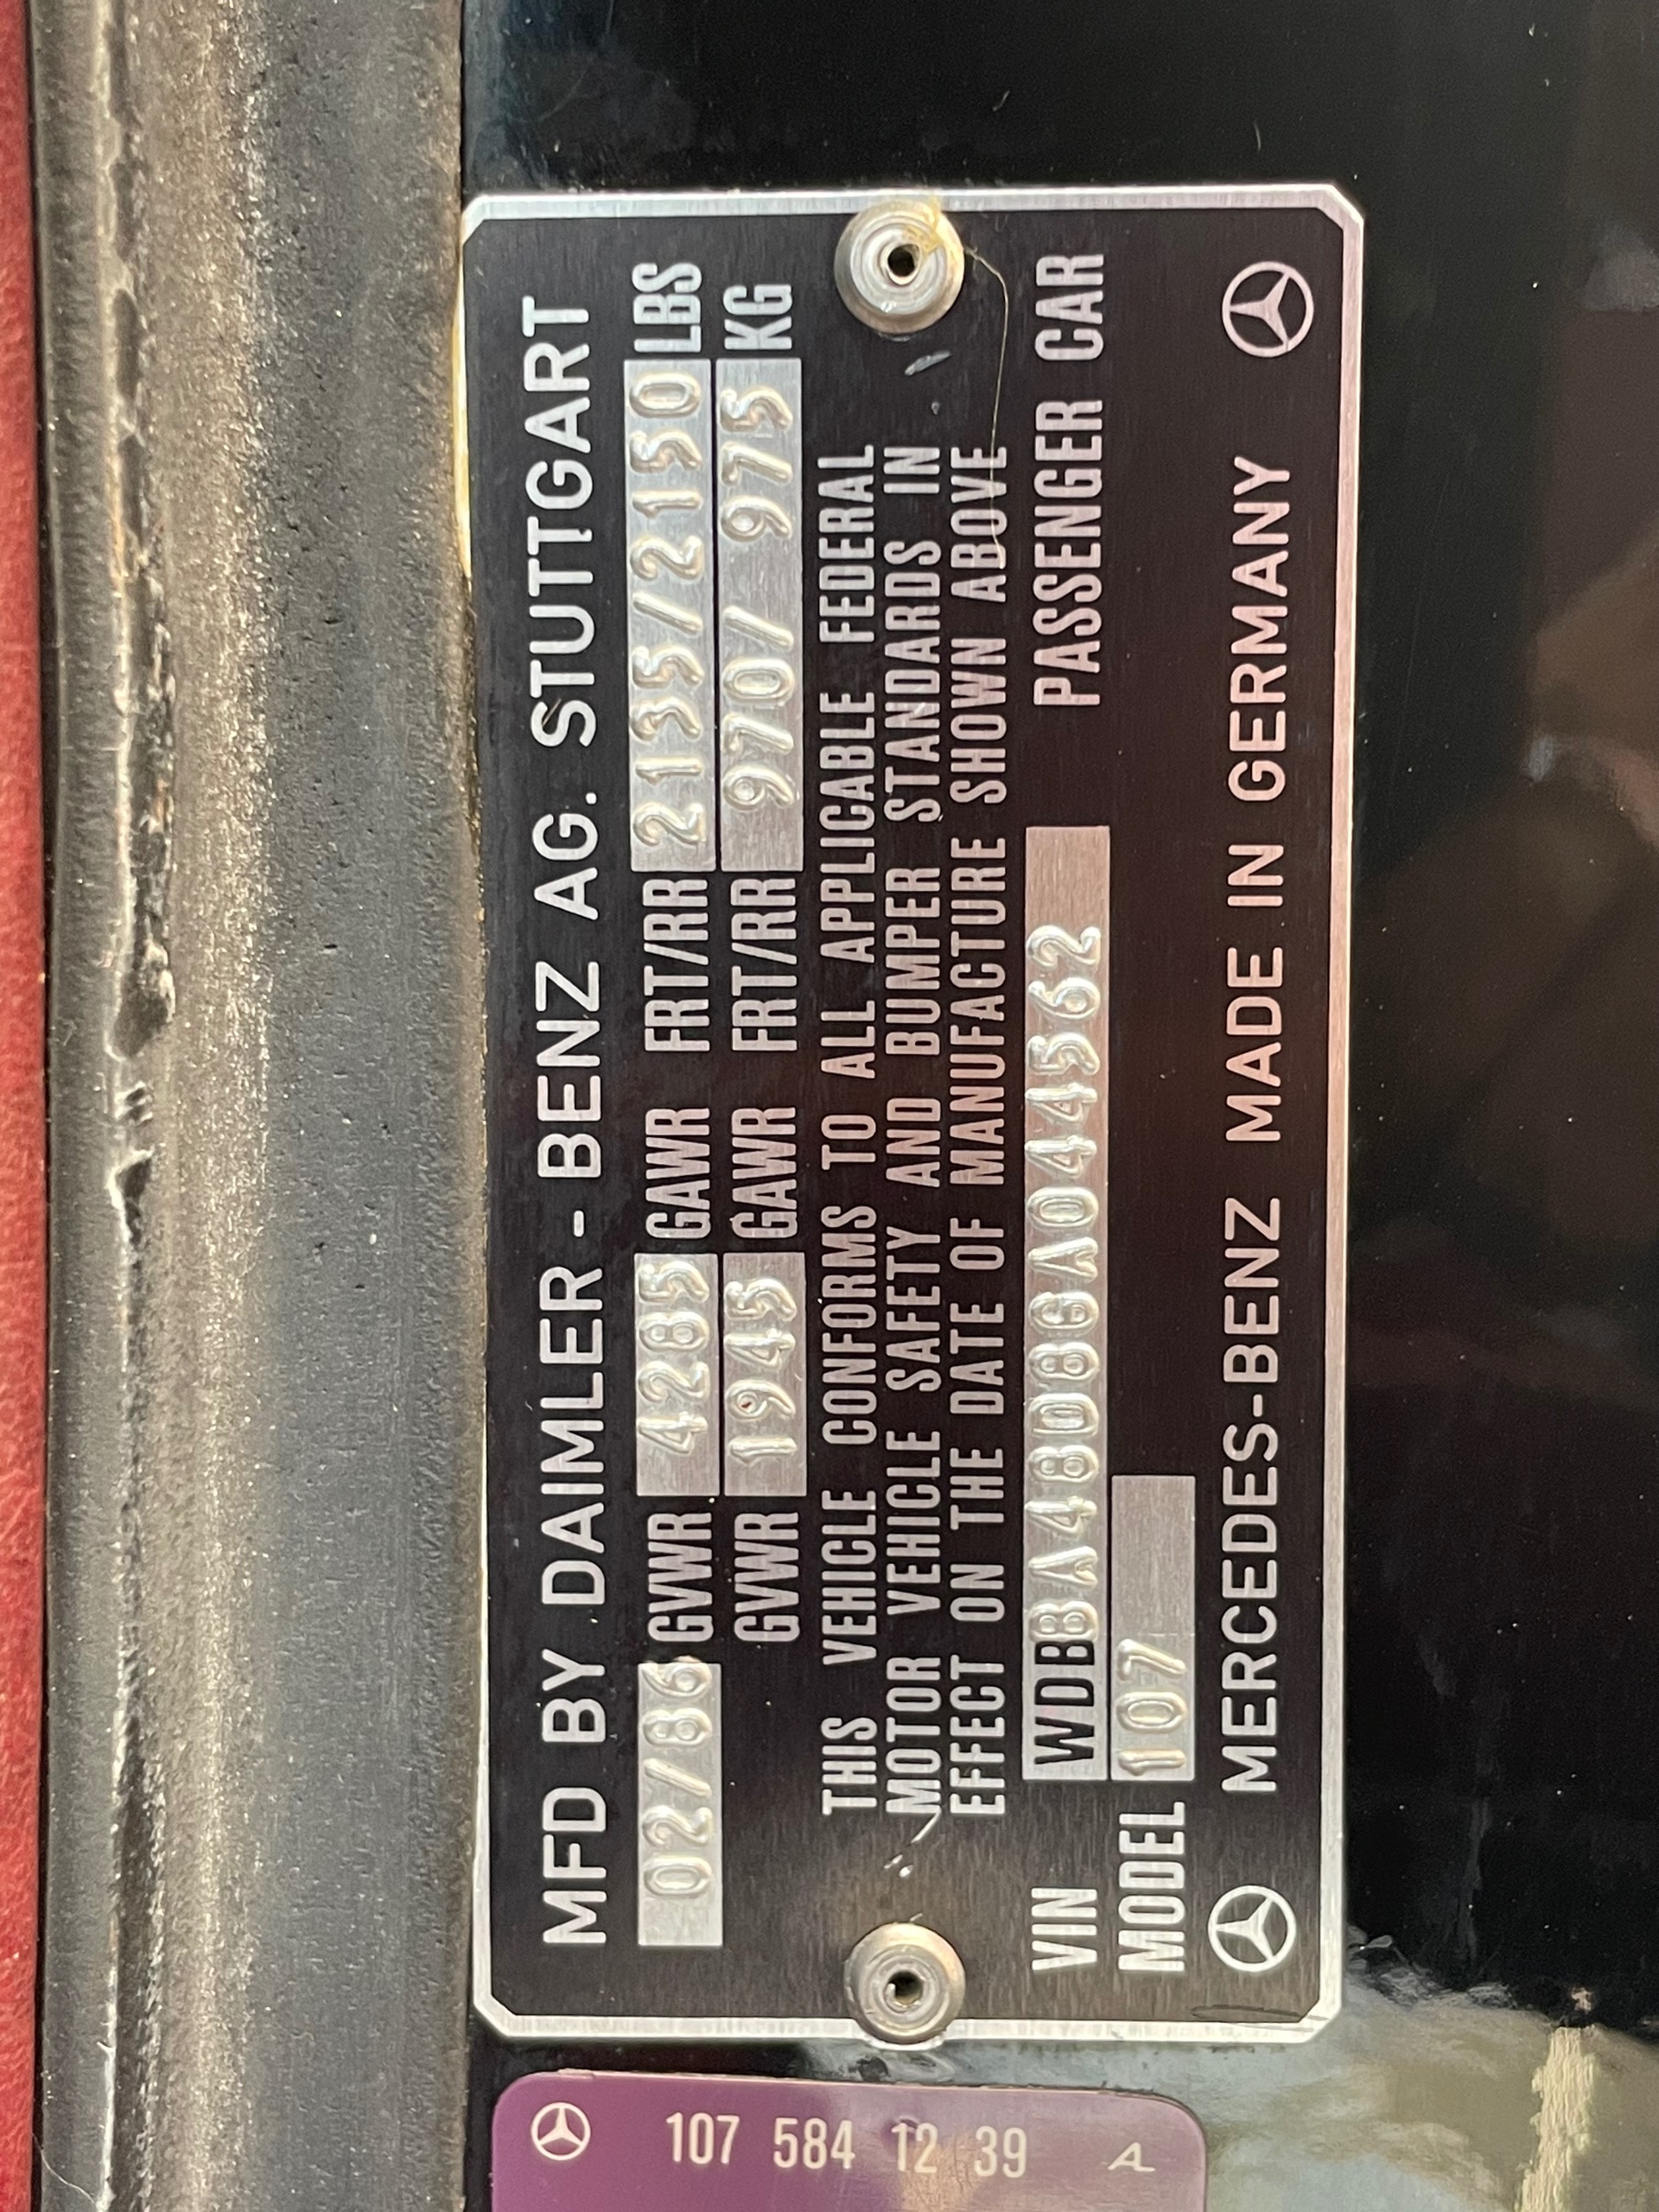 MFD BY DAIMLER - BENZ AG. STUTTGART
02/86 GVWR 4285 GAWR FRT/RR 2135/2150 LBS
GVWR 1945 GAWR FRT/RR 970/ 975 KG
THIS VEHICLE CONFORMS TO ALL APPLICABLE FEDERAL
MOTOR VEHICLE SAFETY AND BUMPER STANDARDS IN
EFFECT ON THE DATE OF MANUFACTURE SHOWN ABOVE
VIN WDBBA48D8GA044562 PASSENGER CAR
MODEL 107
MERCEDES-BENZ MADE IN GERMANY
107 584 12 39 A